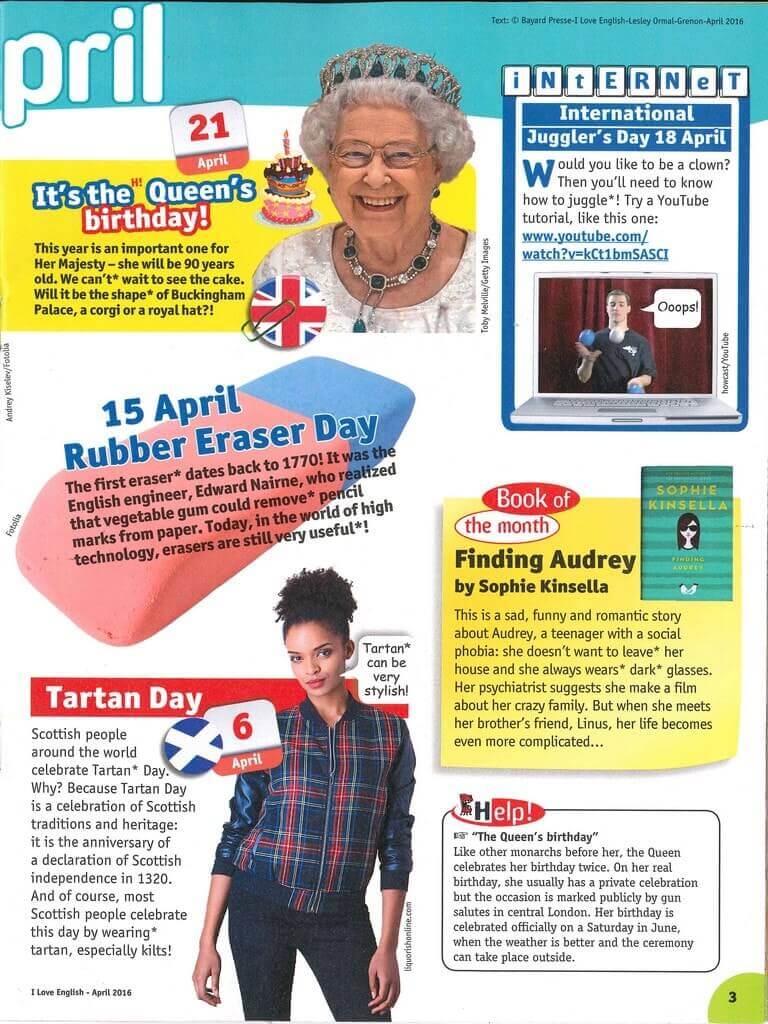 pril
Text: © Bayard Presse-I Love English-Lesley Ormal-Grenon-April 2016
21
April
It's the H! Queen's
birthday!
This year is an important one for
Her Majesty – she will be 90 years
old. We can't* wait to see the cake.
Will it be the shape* of Buckingham
Palace, a corgi or a royal hat?!
Toby Melville/Getty Images
Andrey Kiselev/Fotolia
iNtERNeT
International
Juggler's Day 18 April
Would you like to be a clown?
Then you'll need to know
how to juggle*! Try a YouTube
tutorial, like this one:
www.youtube.com/
watch?v=kCt1bmSASCI
Ooops!
howcast/YouTube
15 April
Rubber Eraser Day
The first eraser* dates back to 1770! It was the
English engineer, Edward Nairne, who realized
that vegetable gum could remove* pencil
marks from paper. Today, in the world of high
technology, erasers are still very useful*!
Fotolia
Book of
the month
Finding Audrey
by Sophie Kinsella
SOPHIE
KINSELLA
FINDING
AUDREY
This is a sad, funny and romantic story
about Audrey, a teenager with a social
phobia: she doesn't want to leave* her
house and she always wears* dark* glasses.
Her psychiatrist suggests she make a film
about her crazy family. But when she meets
her brother's friend, Linus, her life becomes
even more complicated...
Tartan Day
6
April
Tartan*
can be
very
stylish!
Scottish people
around the world
celebrate Tartan* Day.
Why? Because Tartan Day
is a celebration of Scottish
traditions and heritage:
it is the anniversary of
a declaration of Scottish
independence in 1320.
And of course, most
Scottish people celebrate
this day by wearing*
tartan, especially kilts!
liquorishonline.com
Help!
☞ "The Queen's birthday"
Like other monarchs before her, the Queen
celebrates her birthday twice. On her real
birthday, she usually has a private celebration
but the occasion is marked publicly by gun
salutes in central London. Her birthday is
celebrated officially on a Saturday in June,
when the weather is better and the ceremony
can take place outside.
I Love English - April 2016
3